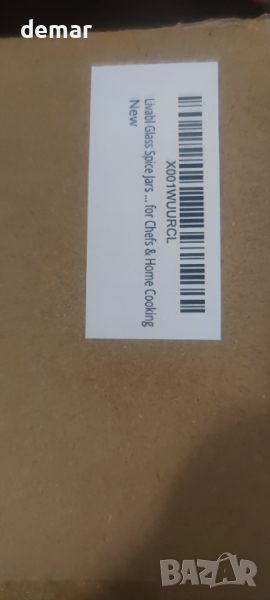 demar
X001WUURCL
Livabl Glass Spice Jars ... for Chefs & Home Cooking
New
BAZAR